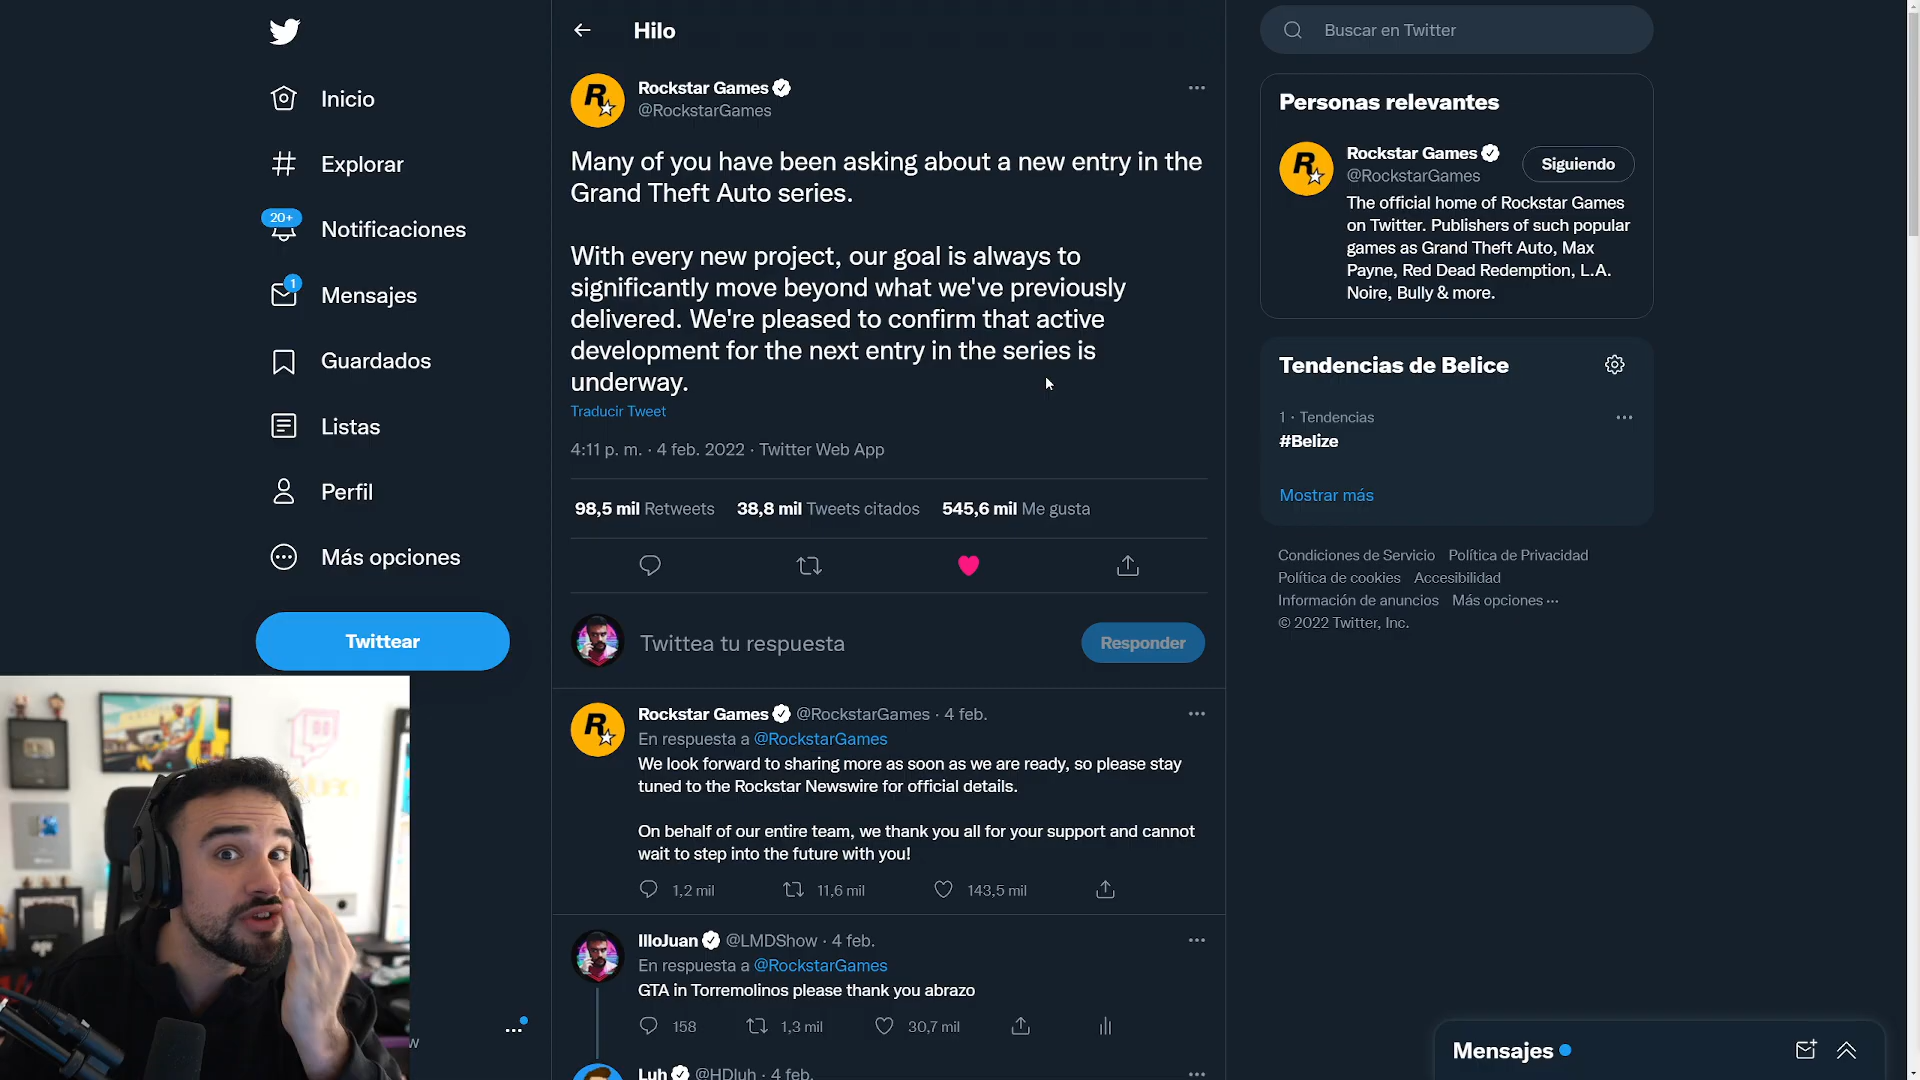 Inicio
Explorar
20+
Notificaciones
1
Mensajes
Guardados
Listas
Perfil
Más opciones
Twittear
Hilo
Rockstar Games
@RockstarGames
Many of you have been asking about a new entry in the
Grand Theft Auto series.
With every new project, our goal is always to
significantly move beyond what we've previously
delivered. We're pleased to confirm that active
development for the next entry in the series is
underway.
Traducir Tweet
4:11 p. m. · 4 feb. 2022 · Twitter Web App
98,5 mil Retweets 38,8 mil Tweets citados 545,6 mil Me gusta
Twittea tu respuesta
Responder
Rockstar Games @RockstarGames · 4 feb.
En respuesta a @RockstarGames
We look forward to sharing more as soon as we are ready, so please stay
tuned to the Rockstar Newswire for official details.
On behalf of our entire team, we thank you all for your support and cannot
wait to step into the future with you!
1,2 mil 11,6 mil 143,5 mil
IlloJuan @LMDShow · 4 feb.
En respuesta a @RockstarGames
GTA in Torremolinos please thank you abrazo
158 1,3 mil 30,7 mil
Luh @HDluh · 4 feb.
Buscar en Twitter
Personas relevantes
Rockstar Games
@RockstarGames
Siguiendo
The official home of Rockstar Games
on Twitter. Publishers of such popular
games as Grand Theft Auto, Max
Payne, Red Dead Redemption, L.A.
Noire, Bully & more.
Tendencias de Belice
1 · Tendencias
#Belize
Mostrar más
Condiciones de Servicio Política de Privacidad
Política de cookies Accesibilidad
Información de anuncios Más opciones ···
© 2022 Twitter, Inc.
Mensajes